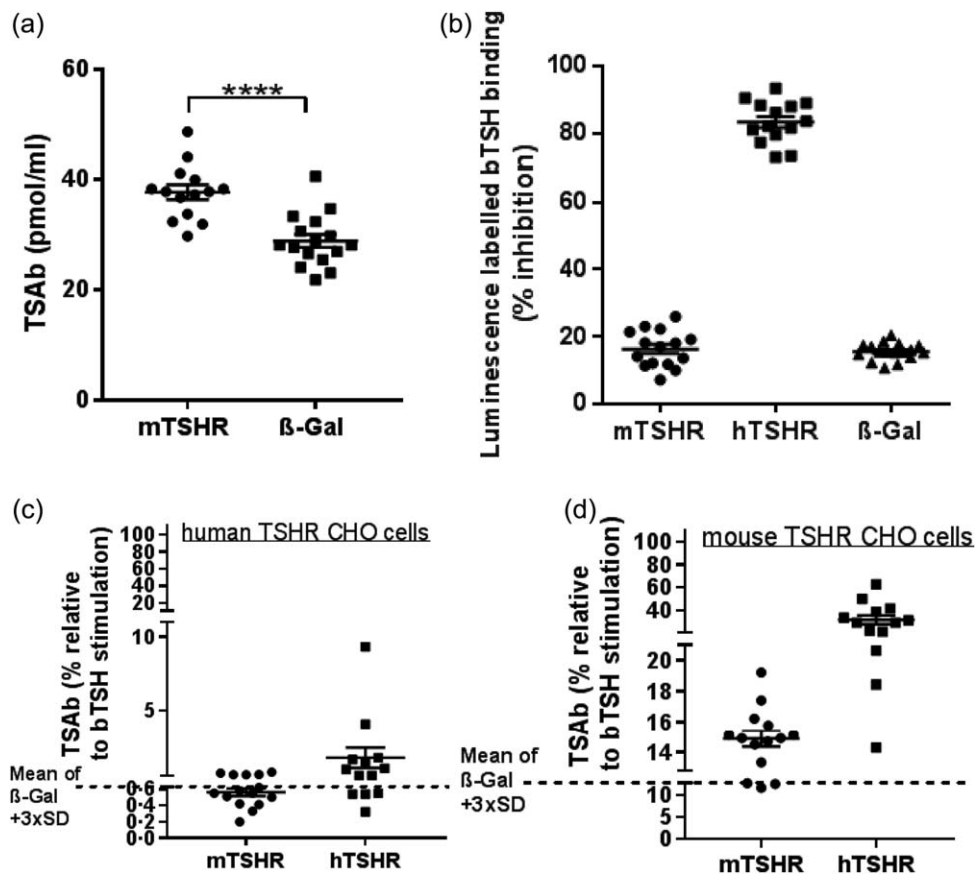 (a)
TSAb (pmol/ml)
60
40
20
0
****
mTSHR
ß-Gal
(b)
Luminescence labelled bTSH binding
(% inhibition)
100
80
60
40
20
0
mTSHR
hTSHR
ß-Gal
(c)
human TSHR CHO cells
TSAb (% relative
to bTSH stimulation)
100
80
60
40
20
10
5
0·6
0·4
0·2
0·0
Mean of
ß-Gal
+3xSD
mTSHR
hTSHR
(d)
mouse TSHR CHO cells
TSAb (% relative
to bTSH stimulation)
100
80
60
40
20
20
18
16
14
12
10
5
0
Mean of
ß-Gal
+3xSD
mTSHR
hTSHR